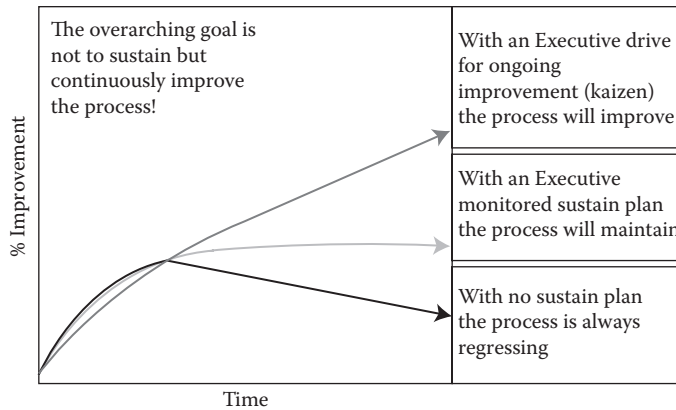 The overarching goal is
not to sustain but
continuously improve
the process!
With an Executive drive
for ongoing
improvement (kaizen)
the process will improve
With an Executive
monitored sustain plan
the process will maintain
With no sustain plan
the process is always
regressing
% Improvement
Time